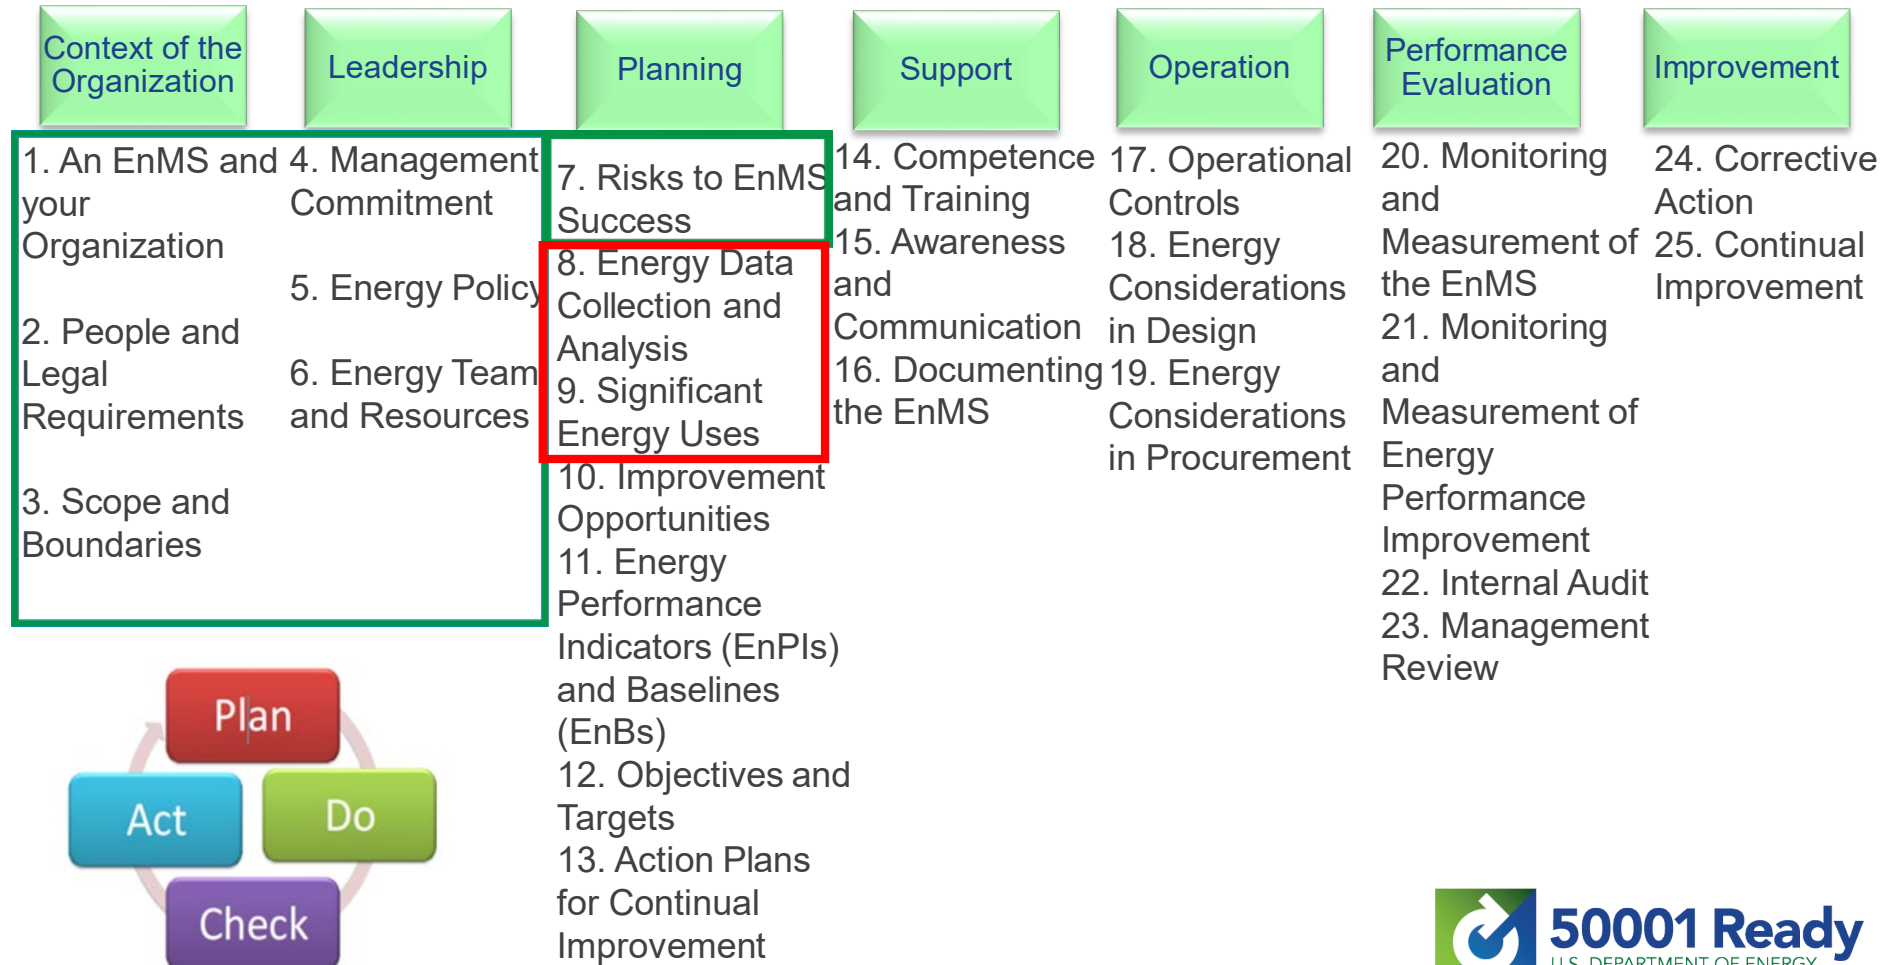 Context of the
Organization
Leadership
Planning
Support
Operation
Performance
Evaluation
Improvement
1. An EnMS and
your
Organization
2. People and
Legal
Requirements
3. Scope and
Boundaries
4. Management
Commitment
5. Energy Policy
6. Energy Team
and Resources
7. Risks to EnMS
Success
8. Energy Data
Collection and
Analysis
9. Significant
Energy Uses
10. Improvement
Opportunities
11. Energy
Performance
Indicators (EnPIs)
and Baselines
(EnBs)
12. Objectives and
Targets
13. Action Plans
for Continual
Improvement
14. Competence
and Training
15. Awareness
and
Communication
16. Documenting
the EnMS
17. Operational
Controls
18. Energy
Considerations
in Design
19. Energy
Considerations
in Procurement
20. Monitoring
and
Measurement of
the EnMS
21. Monitoring
and
Measurement of
Energy
Performance
Improvement
22. Internal Audit
23. Management
Review
24. Corrective
Action
25. Continual
Improvement
Plan
Act
Do
Check
50001 Ready
U.S. DEPARTMENT OF ENERGY